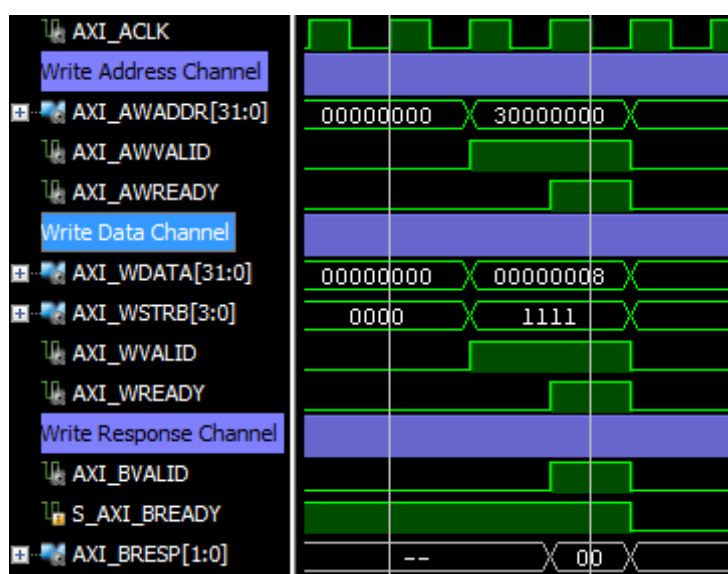 AXI_ACLK
Write Address Channel
AXI_AWADDR[31:0] 00000000 30000000
AXI_AWVALID
AXI_AWREADY
Write Data Channel
AXI_WDATA[31:0] 00000000 00000008
AXI_WSTRB[3:0] 0000 1111
AXI_WVALID
AXI_WREADY
Write Response Channel
AXI_BVALID
S_AXI_BREADY
AXI_BRESP[1:0] -- 00